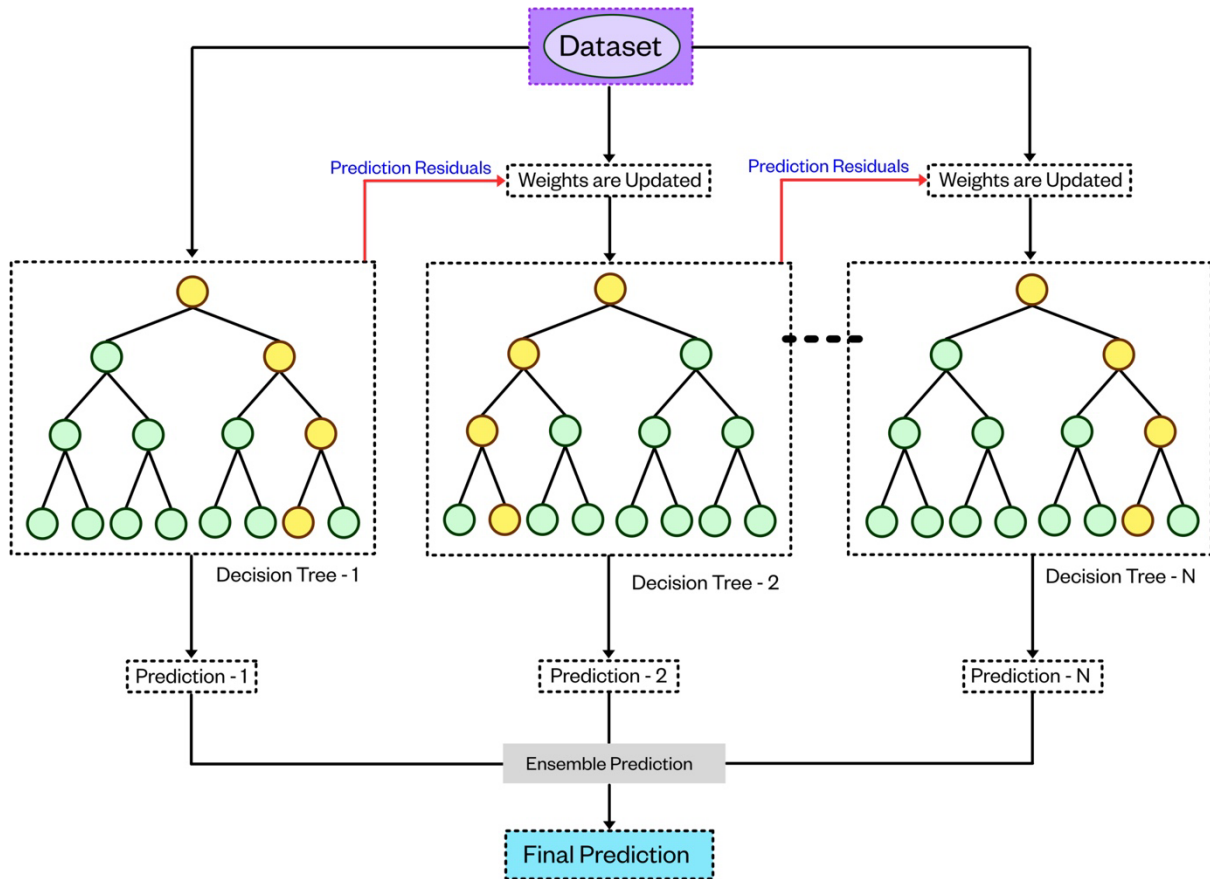 Dataset
Prediction Residuals
Weights are Updated
Prediction Residuals
Weights are Updated
Decision Tree - 1
Decision Tree - 2
Decision Tree - N
Prediction - 1
Prediction - 2
Prediction - N
Ensemble Prediction
Final Prediction